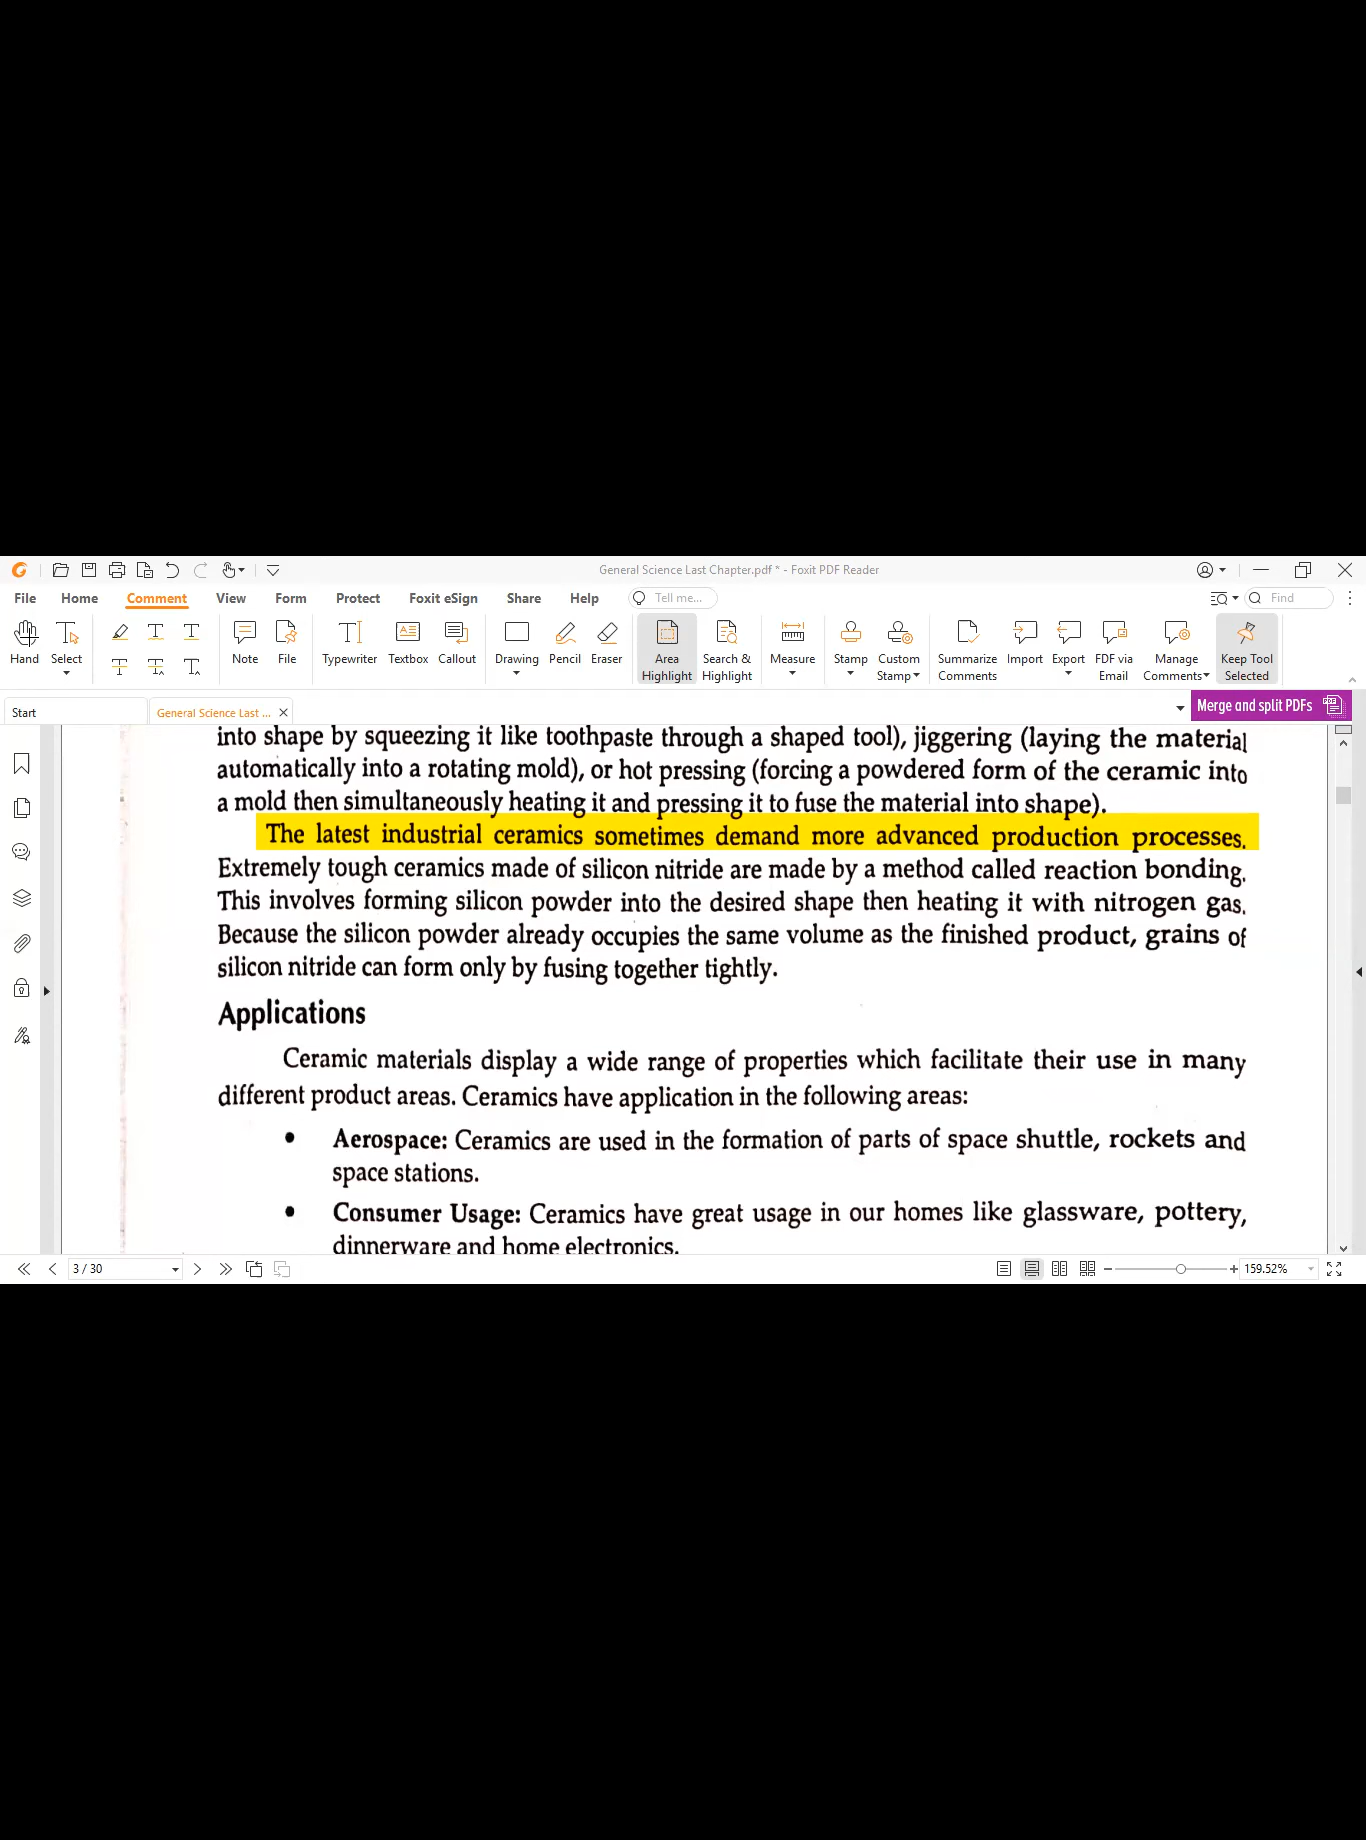 General Science Last Chapter.pdf * - Foxit PDF Reader
File Home Comment View Form Protect Foxit eSign Share Help Tell me... Find
Hand Select Note File Typewriter Textbox Callout Drawing Pencil Eraser Area Highlight Search & Highlight Measure Stamp Custom Stamp Summarize Comments Import Export FDF via Email Manage Comments Keep Tool Selected
Start General Science Last ... Merge and split PDFs
into shape by squeezing it like toothpaste through a shaped tool), jiggering (laying the material
automatically into a rotating mold), or hot pressing (forcing a powdered form of the ceramic into
a mold then simultaneously heating it and pressing it to fuse the material into shape).
The latest industrial ceramics sometimes demand more advanced production processes.
Extremely tough ceramics made of silicon nitride are made by a method called reaction bonding.
This involves forming silicon powder into the desired shape then heating it with nitrogen gas.
Because the silicon powder already occupies the same volume as the finished product, grains of
silicon nitride can form only by fusing together tightly.
Applications
Ceramic materials display a wide range of properties which facilitate their use in many
different product areas. Ceramics have application in the following areas:
• Aerospace: Ceramics are used in the formation of parts of space shuttle, rockets and
space stations.
• Consumer Usage: Ceramics have great usage in our homes like glassware, pottery,
dinnerware and home electronics.
3 / 30 159.52%